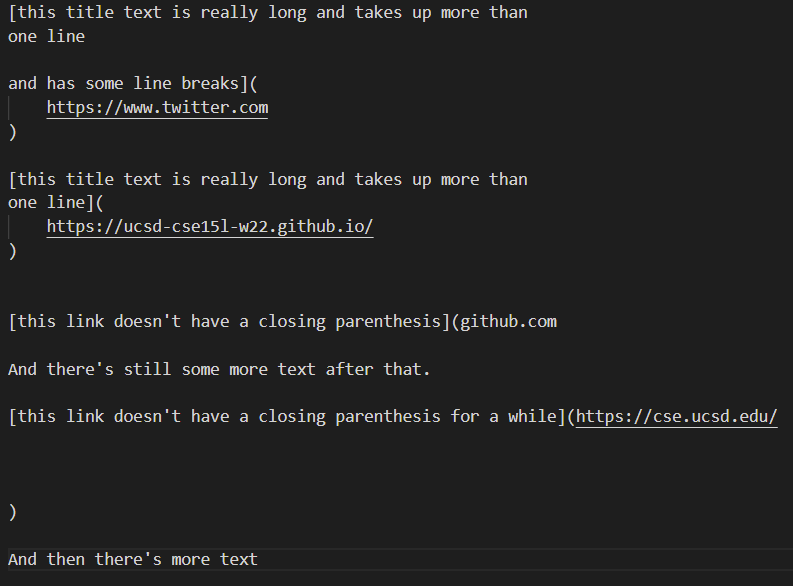 [this title text is really long and takes up more than
one line
and has some line breaks](
https://www.twitter.com
)
[this title text is really long and takes up more than
one line](
https://ucsd-cse15l-w22.github.io/
)
[this link doesn't have a closing parenthesis](github.com
And there's still some more text after that.
[this link doesn't have a closing parenthesis for a while](https://cse.ucsd.edu/
)
And then there's more text